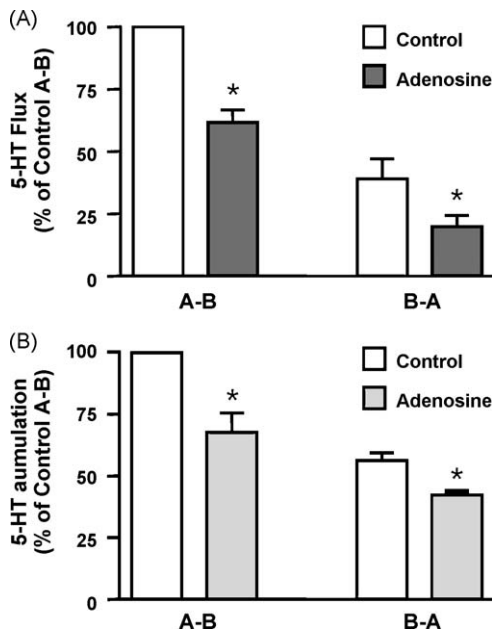 (A)
5-HT Flux
(% of Control A-B)
100
75
50
25
0
Control
Adenosine
*
*
A-B
B-A
(B)
5-HT aumulation
(% of Control A-B)
100
75
50
25
0
Control
Adenosine
*
*
A-B
B-A